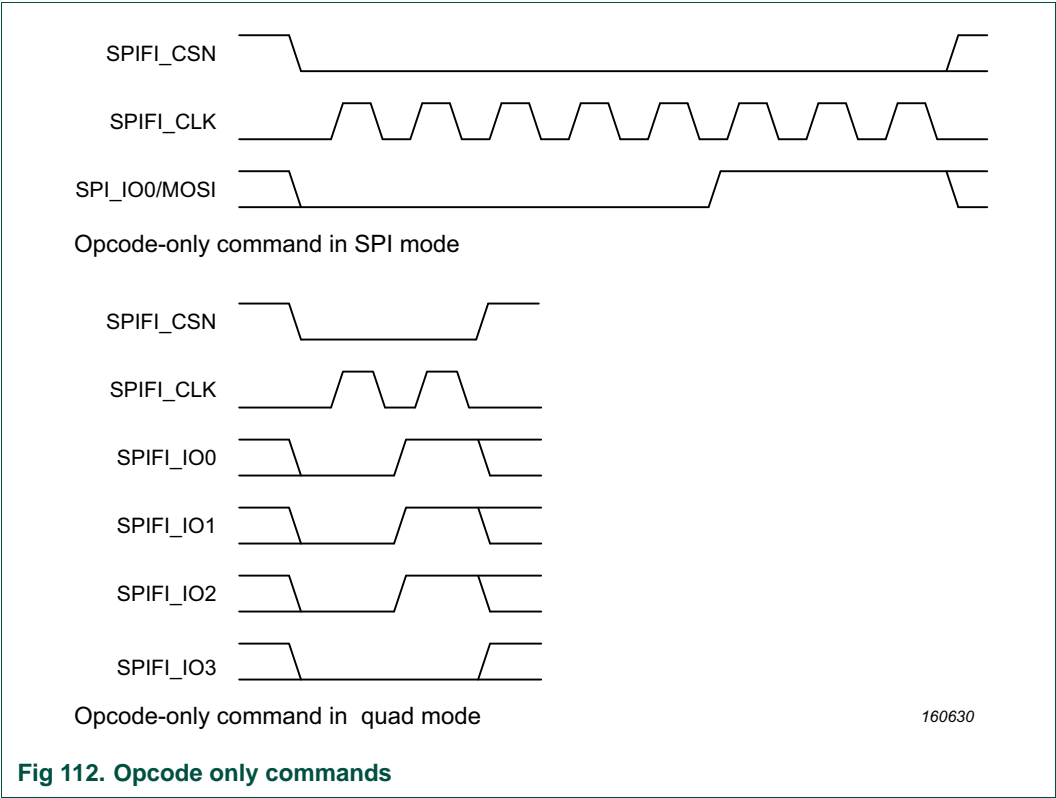 SPIFI_CSN
SPIFI_CLK
SPI_IO0/MOSI
Opcode-only command in SPI mode
SPIFI_CSN
SPIFI_CLK
SPIFI_IO0
SPIFI_IO1
SPIFI_IO2
SPIFI_IO3
Opcode-only command in quad mode
160630
Fig 112. Opcode only commands